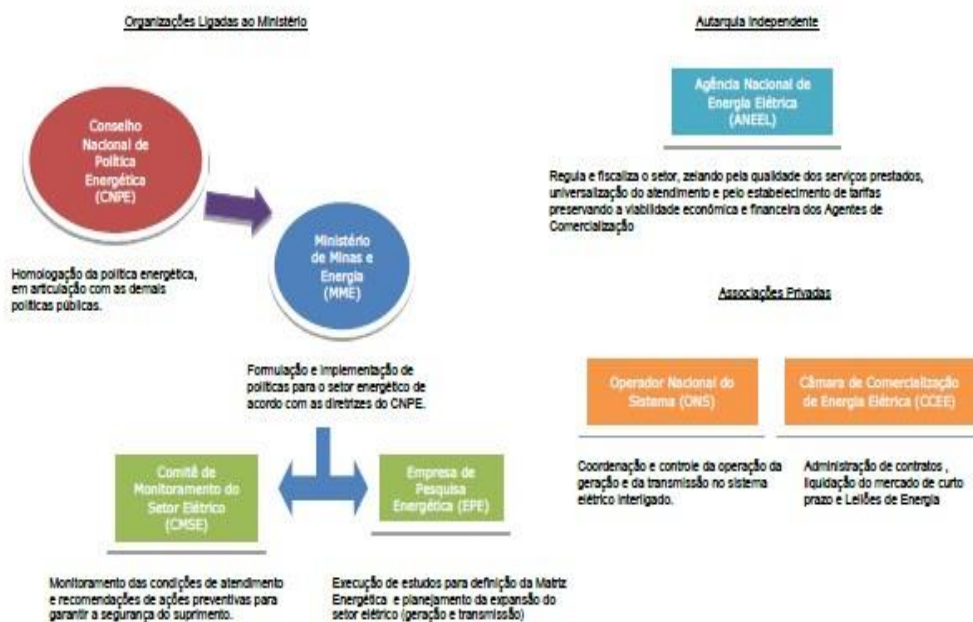 Organizações Ligadas ao Ministério
Conselho
Nacional de
Política
Energética
(CNPE)
Homologação da política energética,
em articulação com as demais
políticas públicas.
Ministério
de Minas e
Energia
(MME)
Formulação e implementação de
políticas para o setor energético de
acordo com as diretrizes do CNPE.
Comitê de
Monitoramento do
Setor Elétrico
(CMSE)
Monitoramento das condições de atendimento
e recomendações de ações preventivas para
garantir a segurança do suprimento.
Empresa de
Pesquisa
Energética (EPE)
Execução de estudos para definição da Matriz
Energética e planejamento da expansão do
setor elétrico (geração e transmissão)
Autarquia Independente
Agência Nacional de
Energia Elétrica
(ANEEL)
Regula e fiscaliza o setor, zelando pela qualidade dos serviços prestados,
universalização do atendimento e pelo estabelecimento de tarifas
preservando a viabilidade econômica e financeira dos Agentes de
Comercialização
Associações Privadas
Operador Nacional do
Sistema (ONS)
Coordenação e controle da operação da
geração e da transmissão no sistema
elétrico interligado.
Câmara de Comercialização
de Energia Elétrica (CCEE)
Administração de contratos ,
liquidação do mercado de curto
prazo e Leilões de Energia